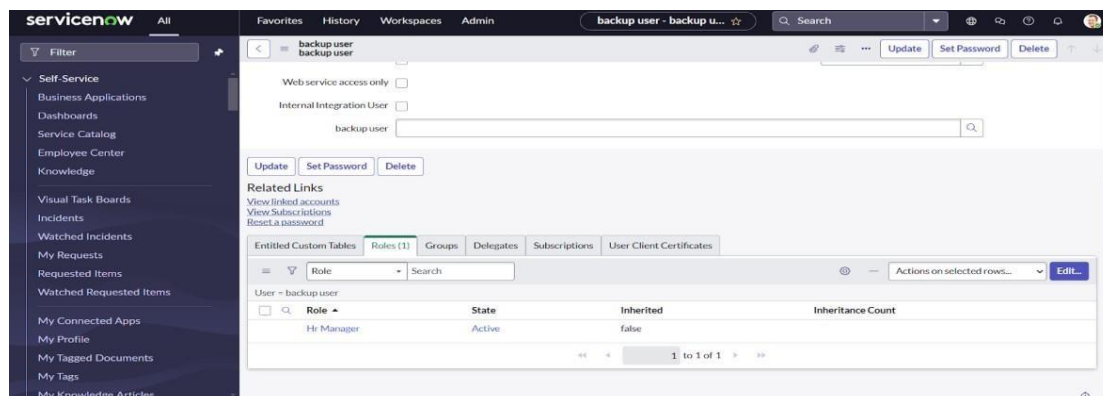 servicenow All Favorites History Workspaces Admin backup user - backup u... Search
Filter
backup user
backup user
Update Set Password Delete
Self-Service
Business Applications
Dashboards
Service Catalog
Employee Center
Knowledge
Visual Task Boards
Incidents
Watched Incidents
My Requests
Requested Items
Watched Requested Items
My Connected Apps
My Profile
My Tagged Documents
My Tags
My Knowledge Articles
Web service access only
Internal Integration User
backup user
Update Set Password Delete
Related Links
View linked accounts
View Subscriptions
Reset a password
Entitled Custom Tables Roles (1) Groups Delegates Subscriptions User Client Certificates
Role Search Actions on selected rows... Edit...
User = backup user
Role State Inherited Inheritance Count
Hr Manager Active false
1 to 1 of 1